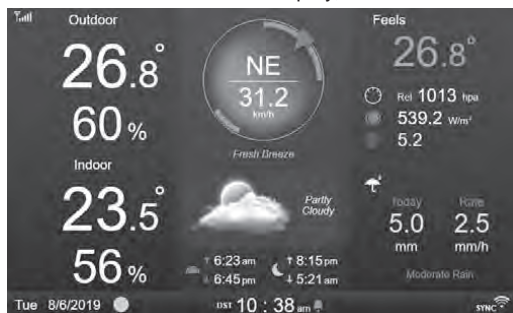 Outdoor
26.8°
60%
Indoor
23.5°
56%
NE
31.2
km/h
Fresh Breeze
Partly
Cloudy
↑ 6:23 am
↓ 6:45 pm
↑ 8:15 pm
↓ 5:21 am
Feels
26.8°
Rel 1013 hpa
539.2 W/m²
5.2
Today Rate
5.0 2.5
mm mm/h
Moderate Rain
Tue 8/6/2019 DST 10 : 38 am SYNC